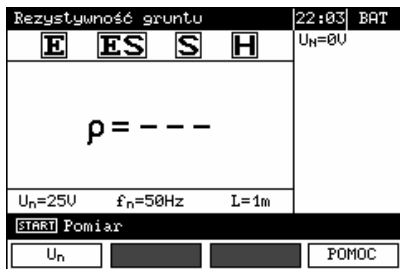 Rezystywność gruntu 22:03 BAT
E ES S H UN=0V
ρ=---
Un=25V fn=50Hz L=1m
START Pomiar
Un POMOC